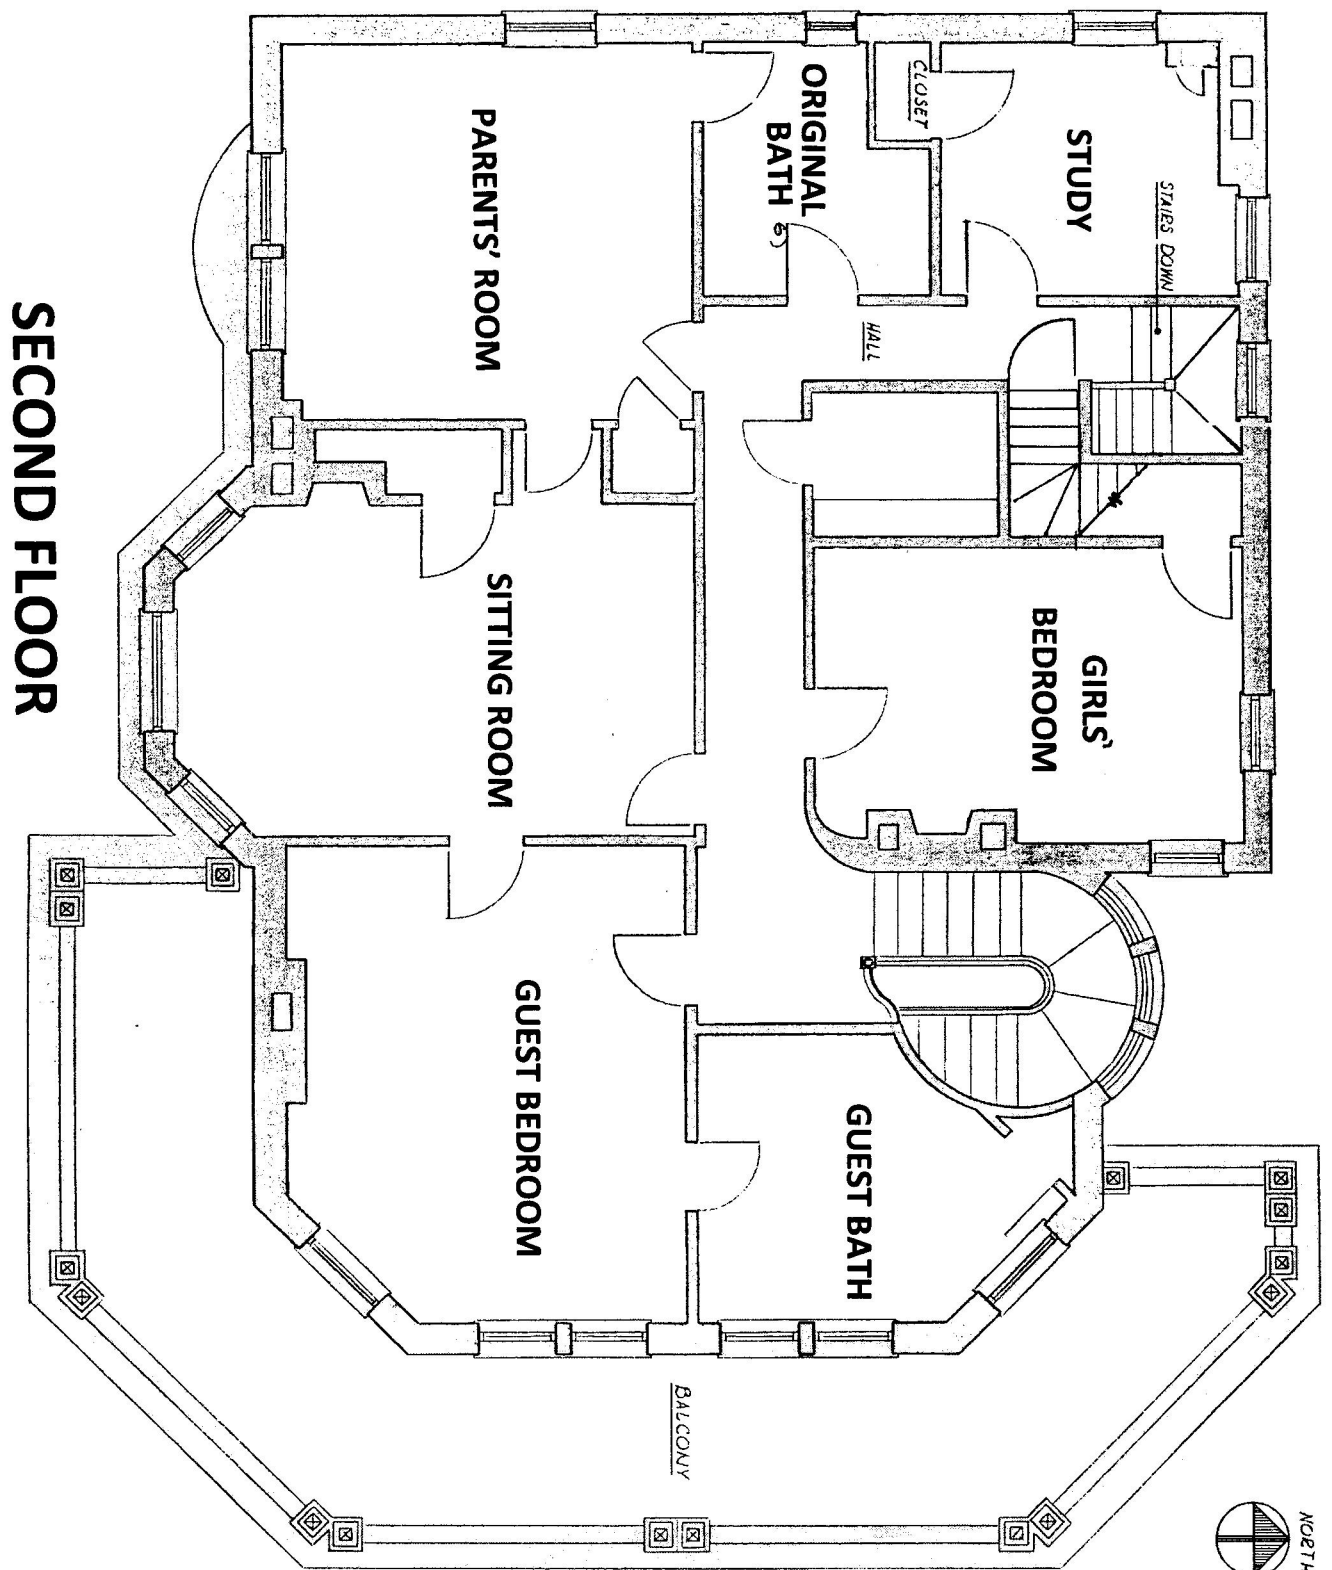 STUDY
STAIRS DOWN
CLOSET
ORIGINAL
BATH
HALL
PARENTS' ROOM
GIRLS'
BEDROOM
SITTING ROOM
GUEST BATH
GUEST BEDROOM
BALCONY
NORTH
SECOND FLOOR